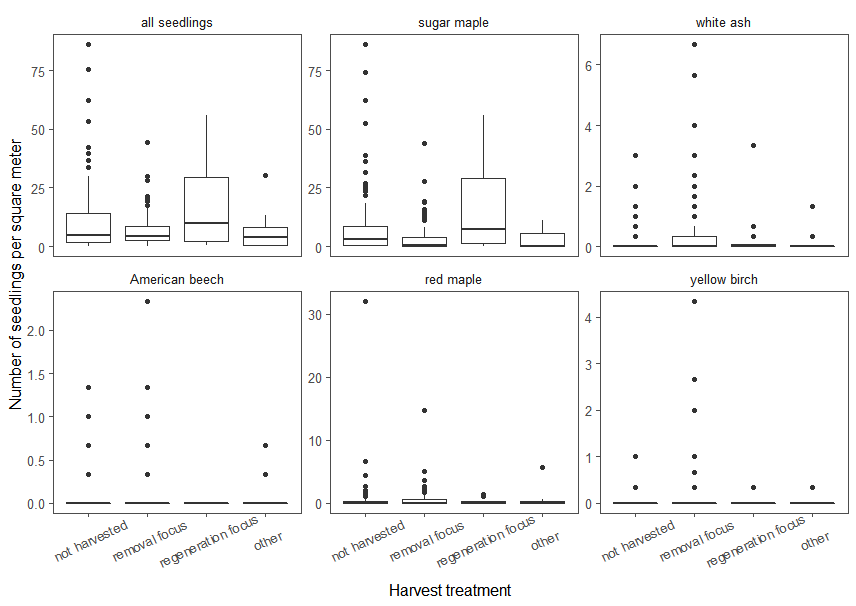 all seedlings
sugar maple
white ash
75
50
25
0
75
50
25
0
6
4
2
0
American beech
red maple
yellow birch
2.0
1.5
1.0
0.5
0.0
30
20
10
0
4
3
2
1
0
not harvested
removal focus
regeneration focus
other
not harvested
removal focus
regeneration focus
other
not harvested
removal focus
regeneration focus
other
Number of seedlings per square meter
Harvest treatment